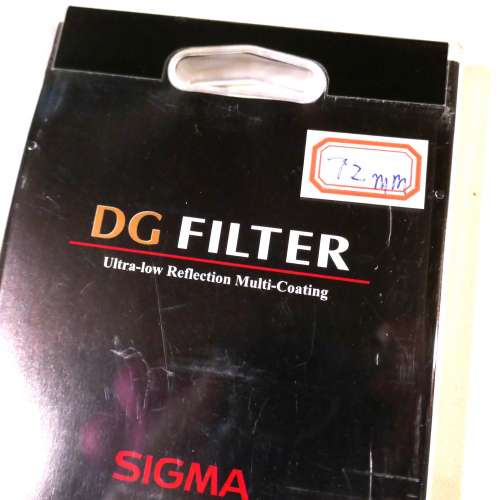 72 mm
DG FILTER
Ultra-low Reflection Multi-Coating
SIGMA